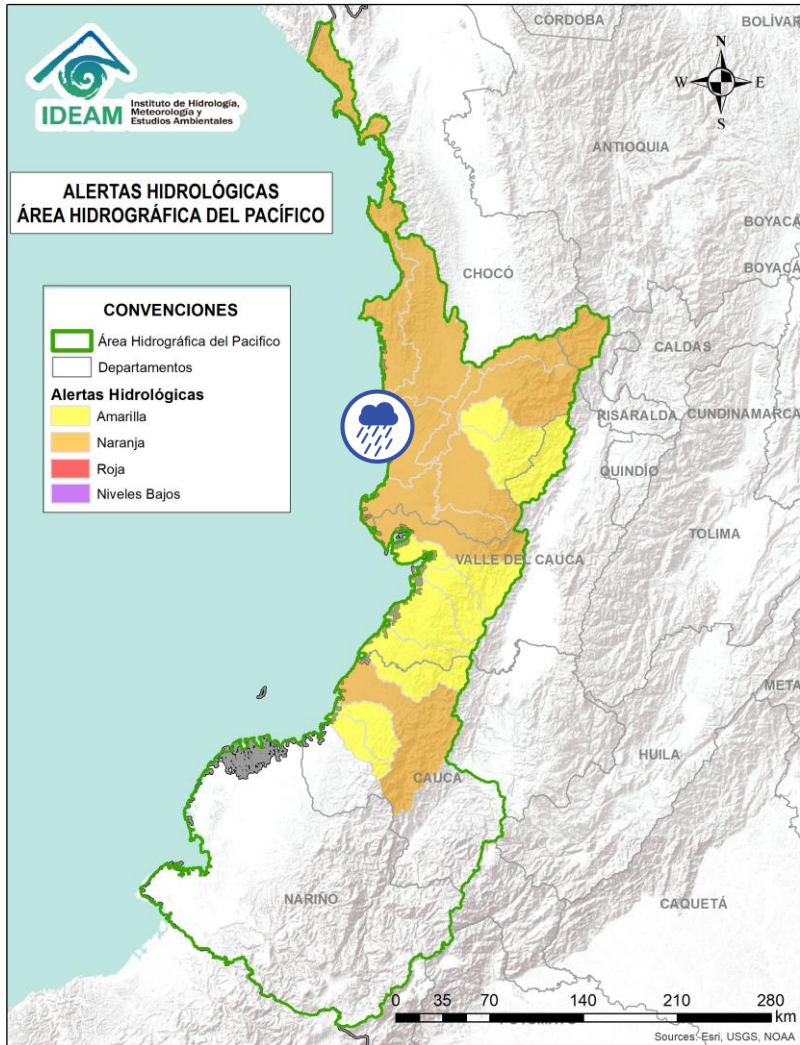 CÓRDOBA
BOLÍVAR
N
W
E
S
IDEAM
Instituto de Hidrología,
Meteorología y
Estudios Ambientales
ANTIOQUIA
ALERTAS HIDROLÓGICAS
ÁREA HIDROGRÁFICA DEL PACÍFICO
BOYACÁ
BOYACÁ
CHOCÓ
CONVENCIONES
Área Hidrográfica del Pacifico
Departamentos
Alertas Hidrológicas
Amarilla
Naranja
Roja
Niveles Bajos
CALDAS
RISARALDA
CUNDINAMARCA
QUINDÍO
TOLIMA
VALLE DEL CAUCA
META
HUILA
CAUCA
NARIÑO
CAQUETÁ
0 35 70 140 210 280
km
Sources: Esri, USGS, NOAA